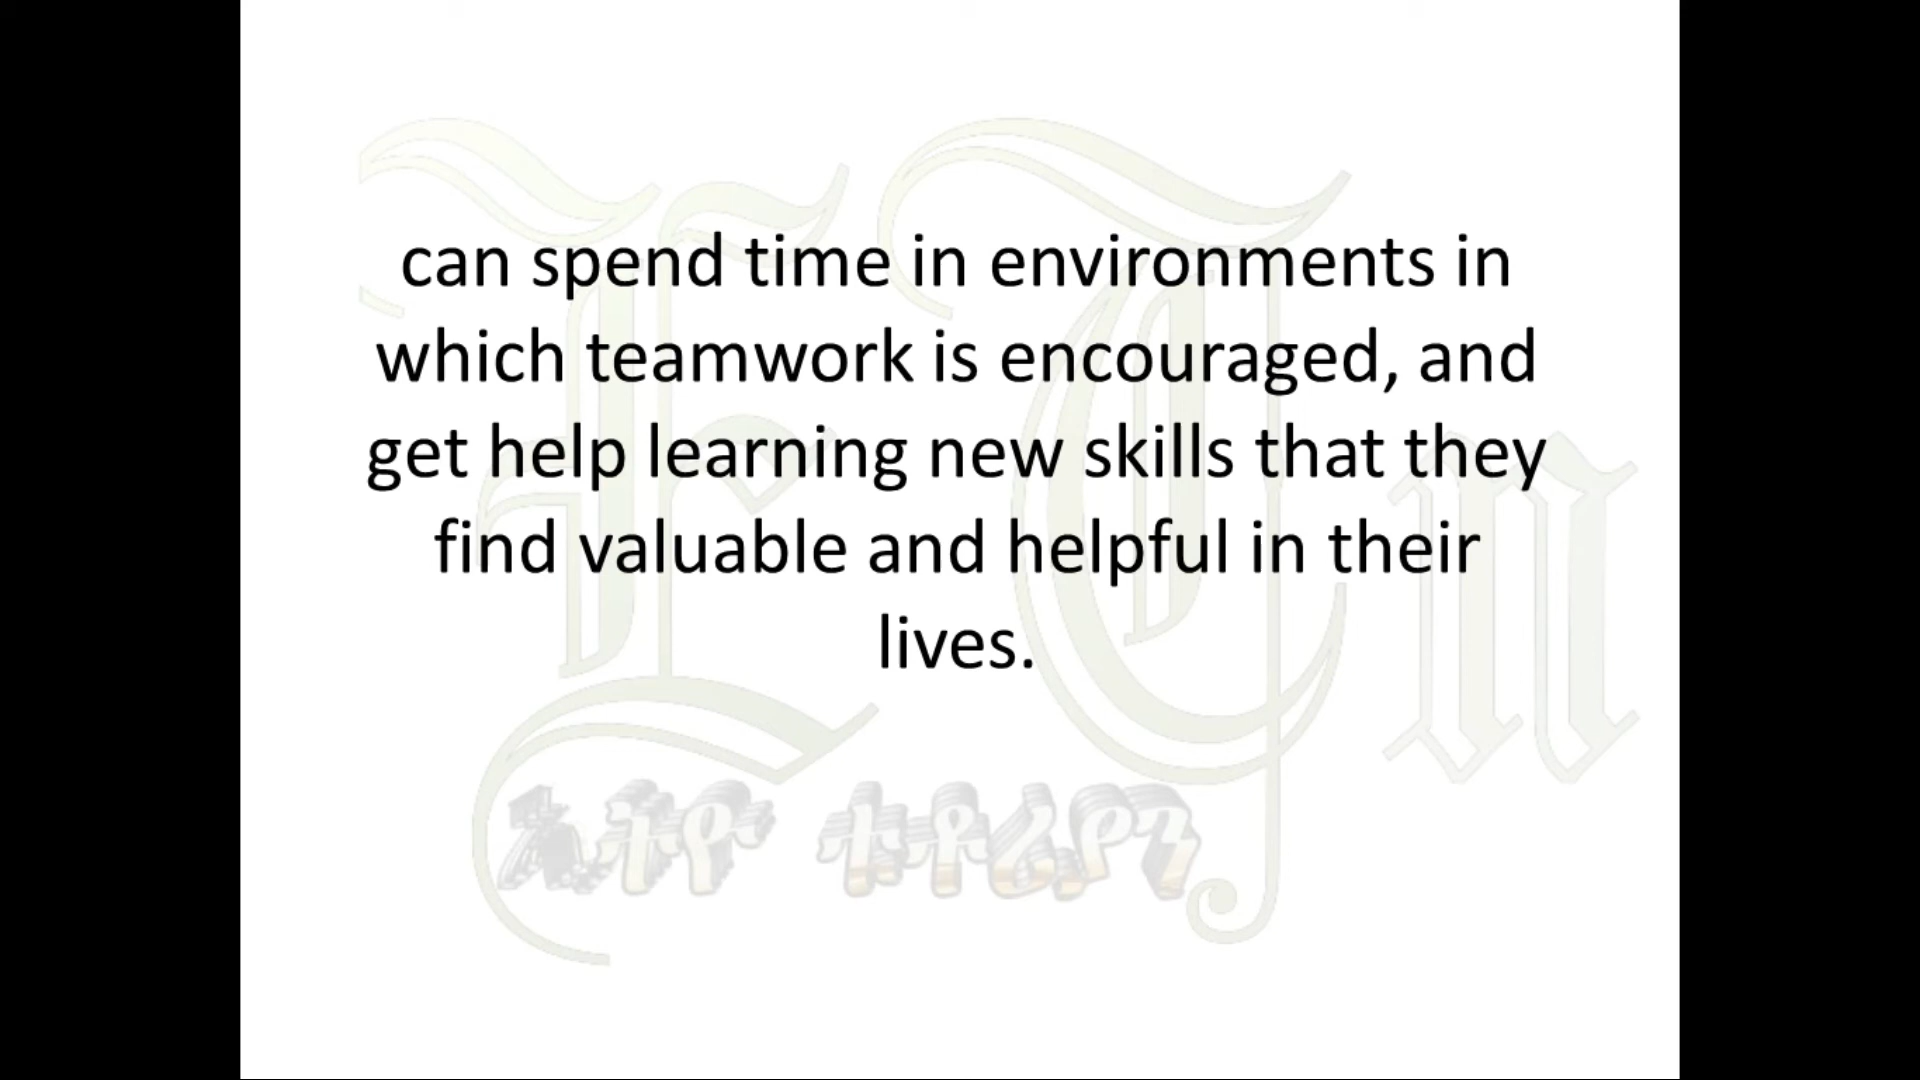 can spend time in environments in
which teamwork is encouraged, and
get help learning new skills that they
find valuable and helpful in their
lives.